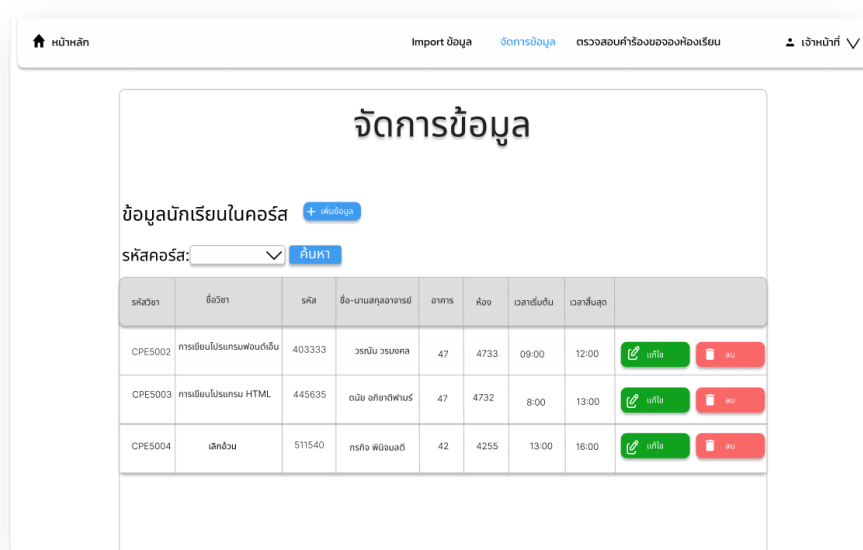 หน้าหลัก Import ข้อมูล จัดการข้อมูล ตรวจสอบคำร้องขอจองห้องเรียน เจ้าหน้าที่
จัดการข้อมูล
ข้อมูลนักเรียนในคอร์ส + เพิ่มข้อมูล
รหัสคอร์ส: ค้นหา
รหัสวิชา ชื่อวิชา รหัส ชื่อ-นามสกุลอาจารย์ อาคาร ห้อง เวลาเริ่มต้น เวลาสิ้นสุด
CPE5002 การเขียนโปรแกรมฟอนต์เอ็น 403333 วรณัน วรมงคล 47 4733 09:00 12:00 แก้ไข ลบ
CPE5003 การเขียนโปรแกรม HTML 445635 ดนัย อภิชาติฟามร์ 47 4732 8:00 13:00 แก้ไข ลบ
CPE5004 เลิกอ้วน 511540 กรกิจ พินิจมลตี 42 4255 13:00 16:00 แก้ไข ลบ